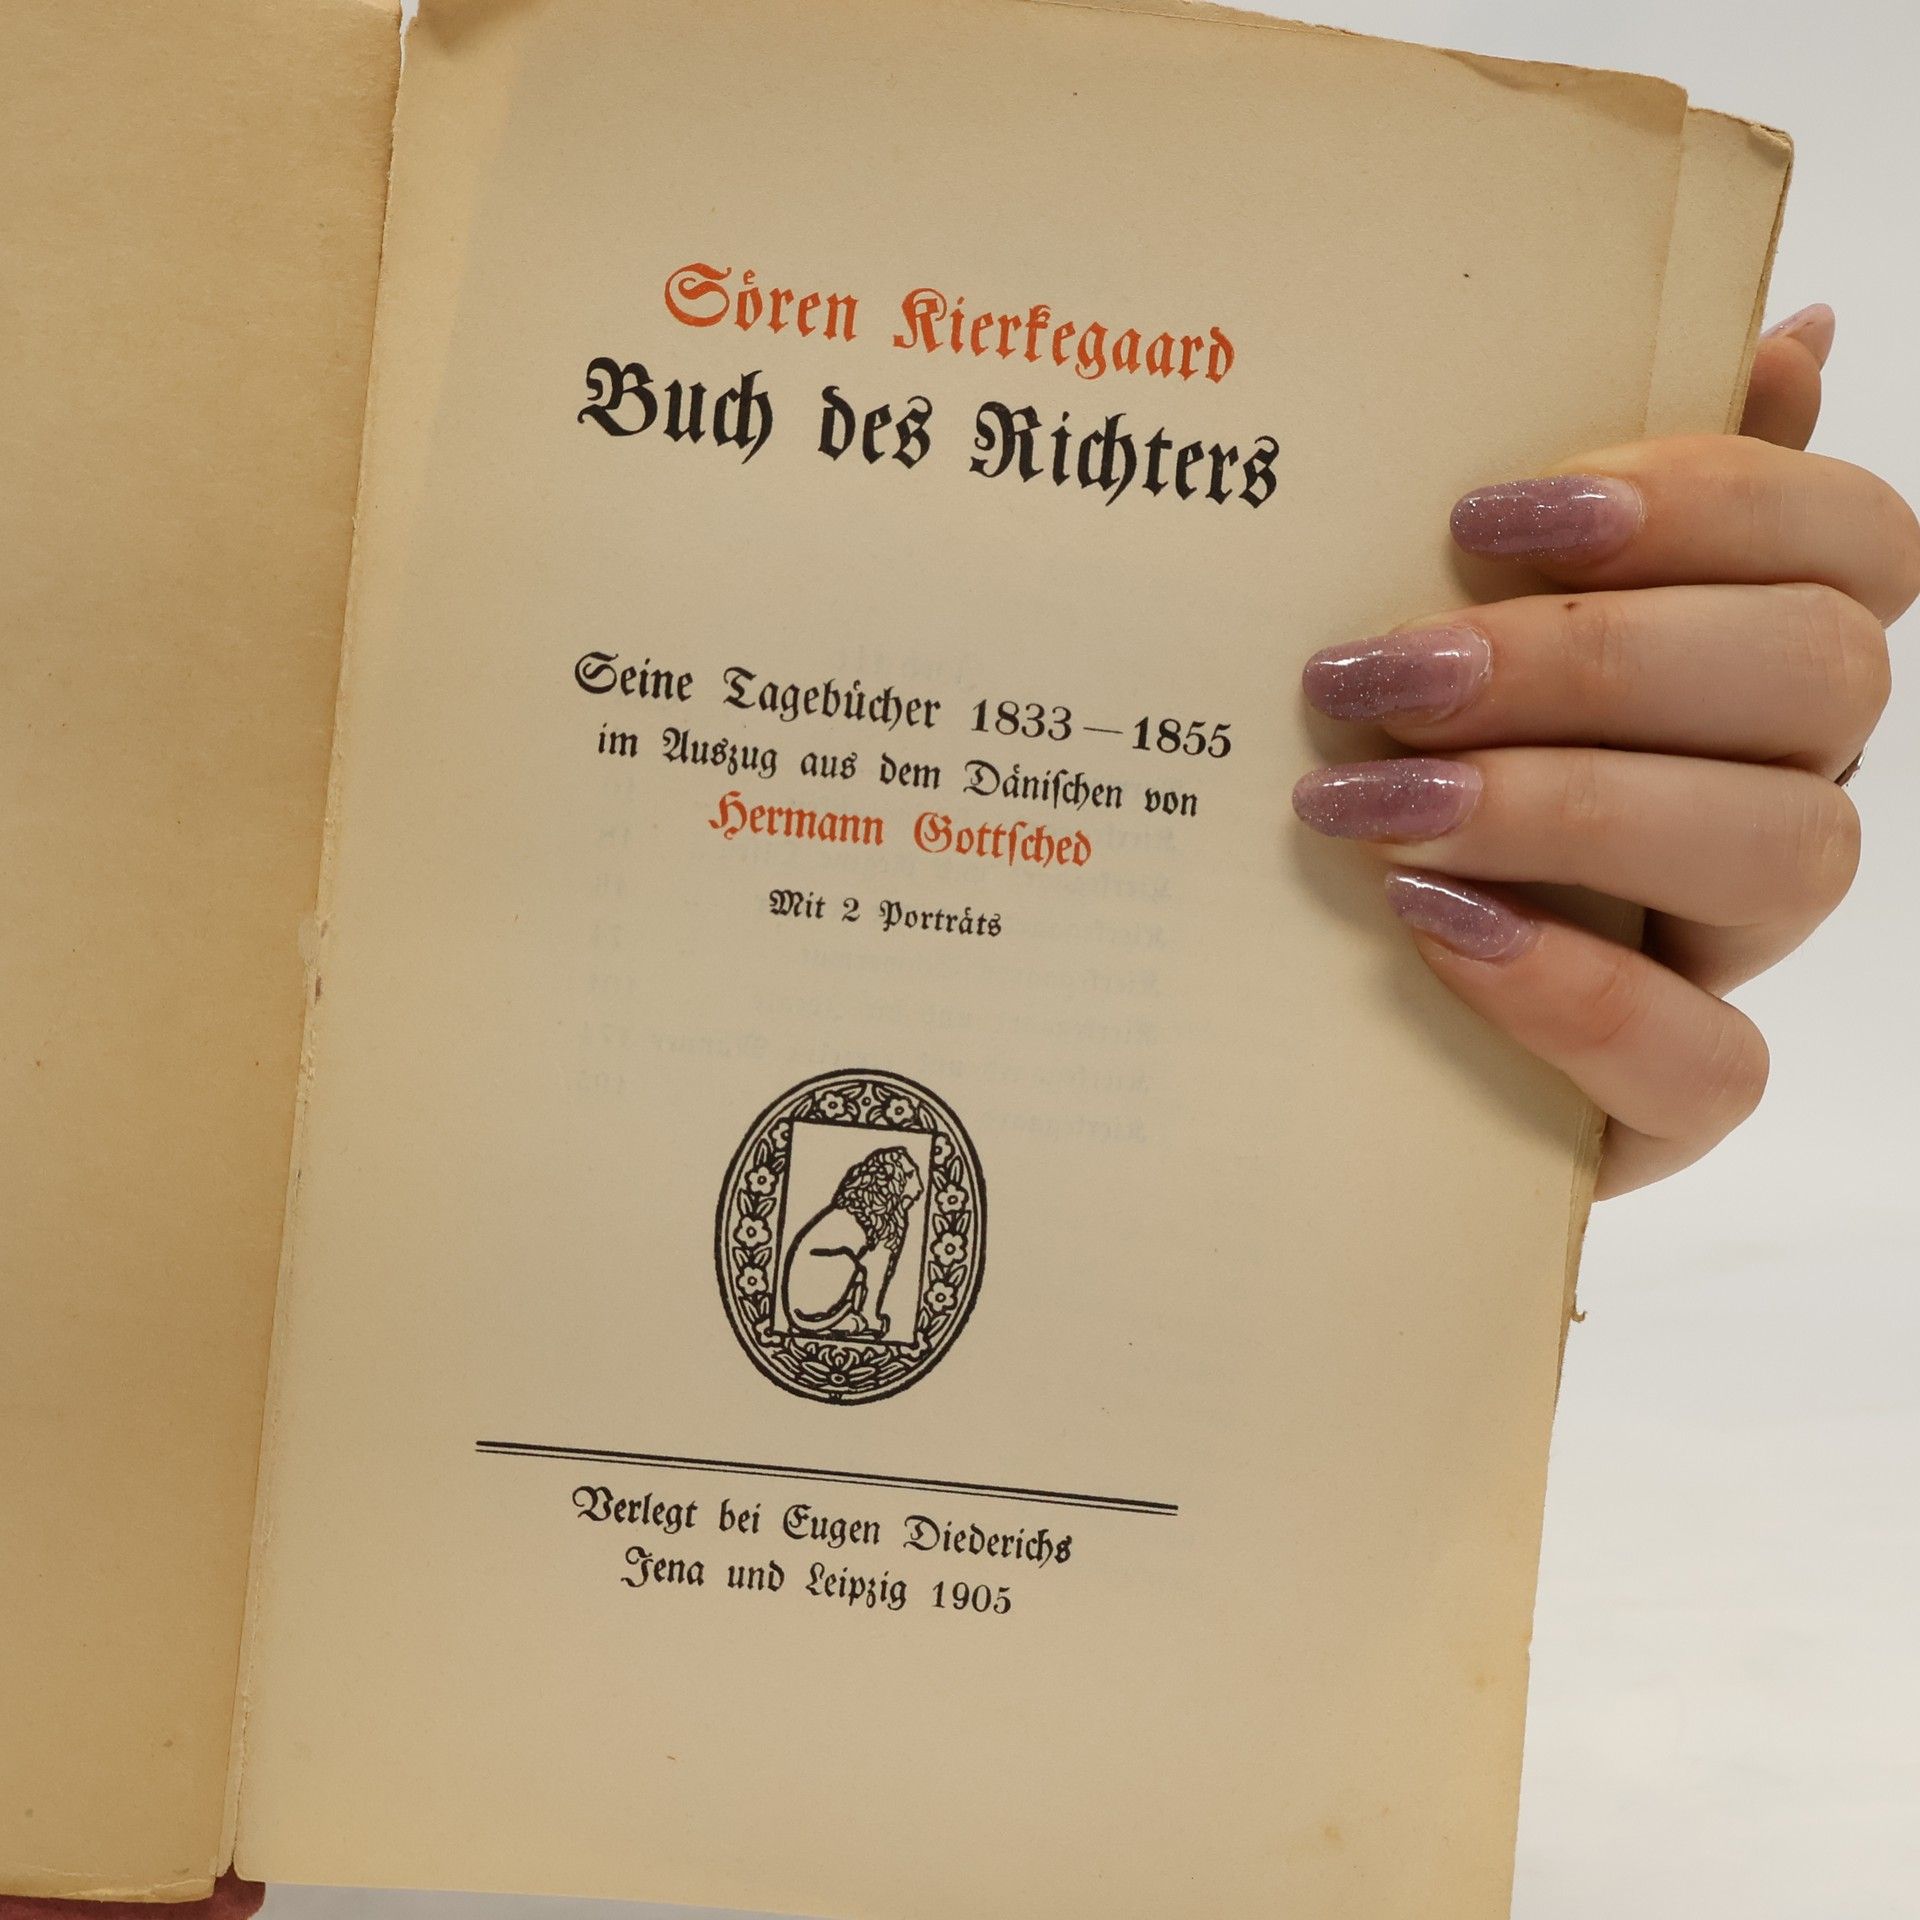 Sören Kierkegaard
Buch des Richters
Seine Tagebücher 1833—1855
im Auszug aus dem Däniſchen von
Hermann Gottſched
Mit 2 Porträts
Verlegt bei Eugen Diederichs
Jena und Leipzig 1905